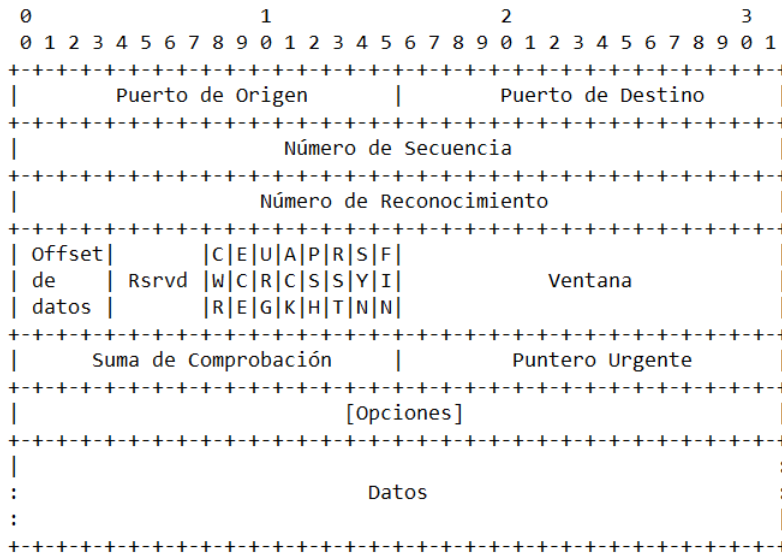 0                   1                   2                   3
0 1 2 3 4 5 6 7 8 9 0 1 2 3 4 5 6 7 8 9 0 1 2 3 4 5 6 7 8 9 0 1
+-+-+-+-+-+-+-+-+-+-+-+-+-+-+-+-+-+-+-+-+-+-+-+-+-+-+-+-+-+-+-+-+
|        Puerto de Origen       |        Puerto de Destino      |
+-+-+-+-+-+-+-+-+-+-+-+-+-+-+-+-+-+-+-+-+-+-+-+-+-+-+-+-+-+-+-+-+
|                      Número de Secuencia                      |
+-+-+-+-+-+-+-+-+-+-+-+-+-+-+-+-+-+-+-+-+-+-+-+-+-+-+-+-+-+-+-+-+
|                    Número de Reconocimiento                   |
+-+-+-+-+-+-+-+-+-+-+-+-+-+-+-+-+-+-+-+-+-+-+-+-+-+-+-+-+-+-+-+-+
| Offset|       |C|E|U|A|P|R|S|F|                               |
| de    | Rsrvd |W|C|R|C|S|S|Y|I|            Ventana            |
| datos |       |R|E|G|K|H|T|N|N|                               |
+-+-+-+-+-+-+-+-+-+-+-+-+-+-+-+-+-+-+-+-+-+-+-+-+-+-+-+-+-+-+-+-+
|      Suma de Comprobación     |         Puntero Urgente       |
+-+-+-+-+-+-+-+-+-+-+-+-+-+-+-+-+-+-+-+-+-+-+-+-+-+-+-+-+-+-+-+-+
|                           [Opciones]                          |
+-+-+-+-+-+-+-+-+-+-+-+-+-+-+-+-+-+-+-+-+-+-+-+-+-+-+-+-+-+-+-+-+
|                                                               :
:                             Datos                             :
:                                                               |
+-+-+-+-+-+-+-+-+-+-+-+-+-+-+-+-+-+-+-+-+-+-+-+-+-+-+-+-+-+-+-+-+